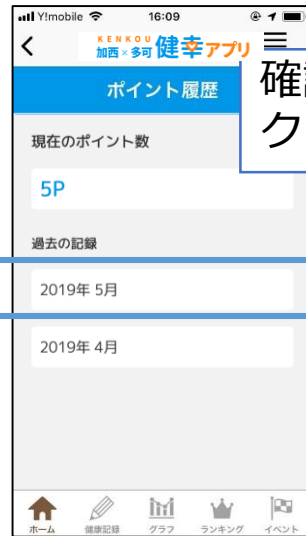 Y!mobile 16:09
KENKOU
加西×多可 健幸アプリ
ポイント履歴
確
ク
現在のポイント数
5P
過去の記録
2019年 5月
2019年 4月
ホーム 健康記録 グラフ ランキング イベント